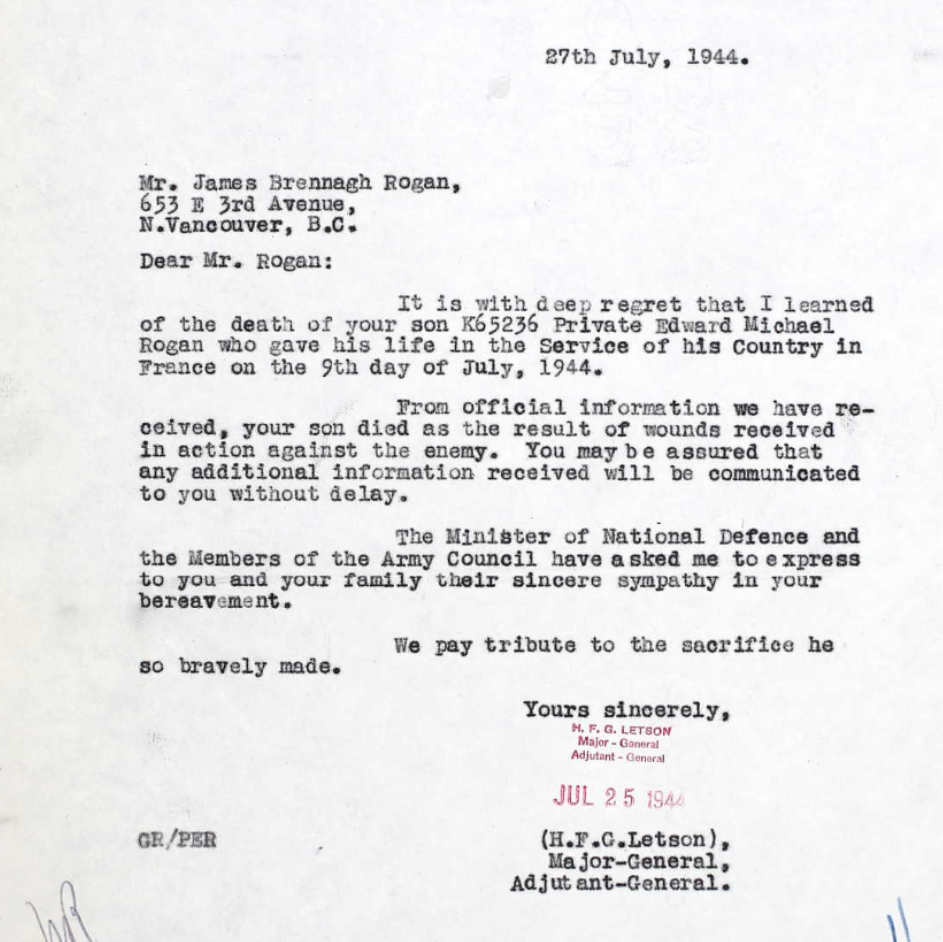 27th July, 1944.
Mr. James Brennagh Rogan,
653 E 3rd Avenue,
N.Vancouver, B.C.
Dear Mr. Rogan:
It is with deep regret that I learned
of the death of your son K65236 Private Edward Michael
Rogan who gave his life in the Service of his Country in
France on the 9th day of July, 1944.
From official information we have re-
ceived, your son died as the result of wounds received
in action against the enemy. You may be assured that
any additional information received will be communicated
to you without delay.
The Minister of National Defence and
the Members of the Army Council have asked me to express
to you and your family their sincere sympathy in your
bereavement.
We pay tribute to the sacrifice he
so bravely made.
Yours sincerely,
H. F. G. LETSON
Major - General
Adjutant - General
JUL 25 1944
GR/PER
(H.F.G.Letson),
Major-General,
Adjutant-General.